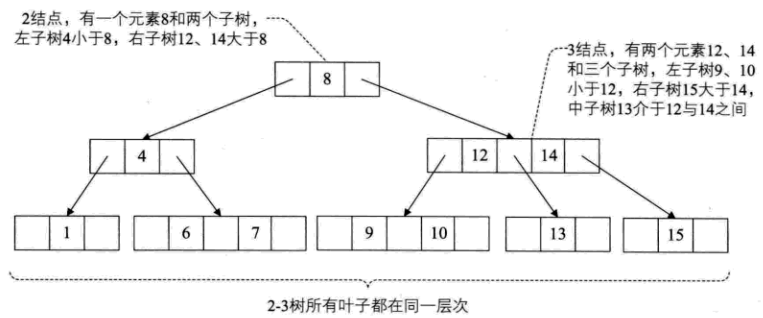 2结点，有一个元素8和两个子树，
左子树4小于8，右子树12、14大于8
3结点，有两个元素12、14
和三个子树，左子树9、10
小于12，右子树15大于14，
中子树13介于12与14之间
8
4
12 14
1 6 7 9 10 13 15
2-3树所有叶子都在同一层次